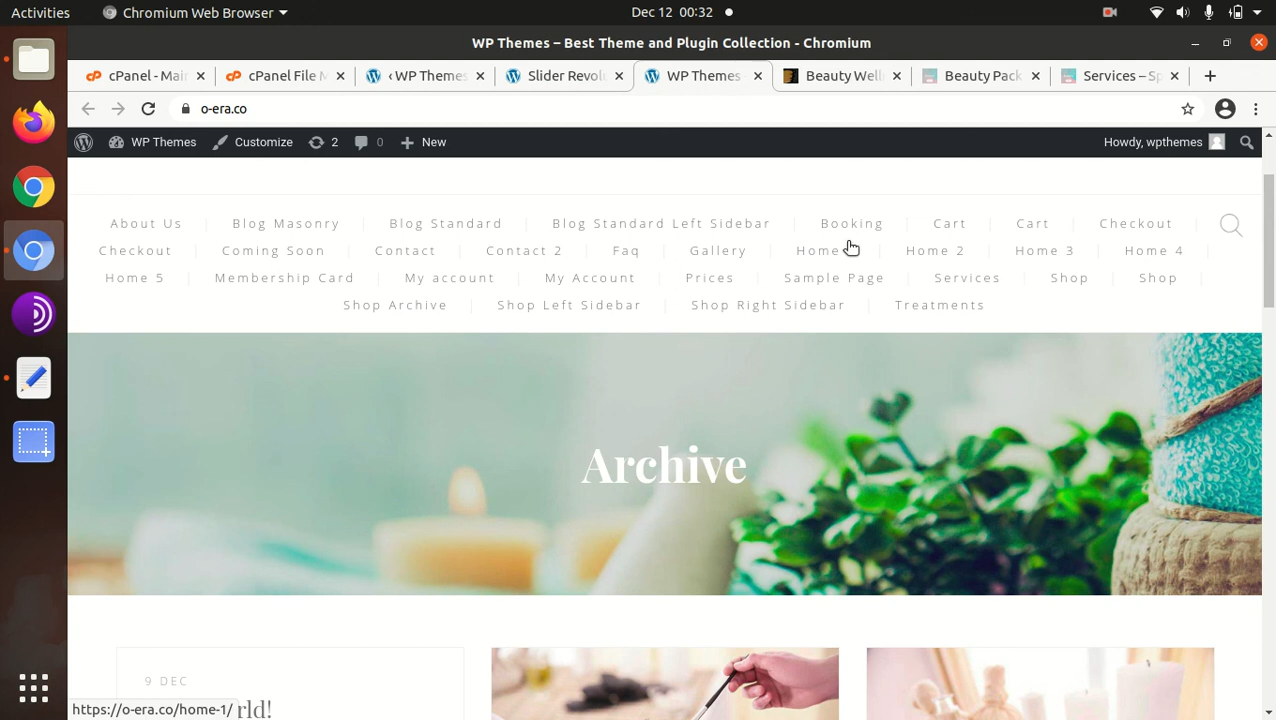 Activities
Chromium Web Browser
Dec 12 00:32
WP Themes – Best Theme and Plugin Collection - Chromium
cPanel - Mai
cPanel File M
‹ WP Themes
Slider Revol
WP Themes
Beauty Well
Beauty Pack
Services – Sp
o-era.co
WP Themes
Customize
2
0
New
Howdy, wpthemes
About Us
Blog Masonry
Blog Standard
Blog Standard Left Sidebar
Booking
Cart
Cart
Checkout
Checkout
Coming Soon
Contact
Contact 2
Faq
Gallery
Home
Home 2
Home 3
Home 4
Home 5
Membership Card
My account
My Account
Prices
Sample Page
Services
Shop
Shop
Shop Archive
Shop Left Sidebar
Shop Right Sidebar
Treatments
Archive
9 DEC
rld!
https://o-era.co/home-1/